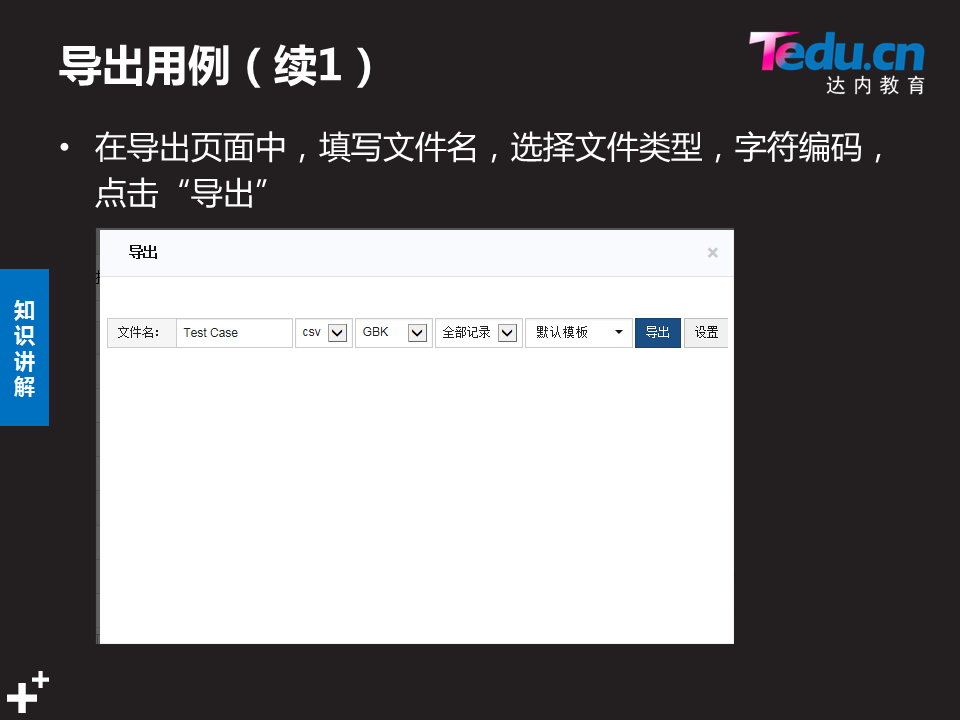 导出用例（续1）
Tedu.cn
达内教育
• 在导出页面中，填写文件名，选择文件类型，字符编码，
点击“导出”
知识讲解
导出 ×
文件名： Test Case csv GBK 全部记录 默认模板 导出 设置